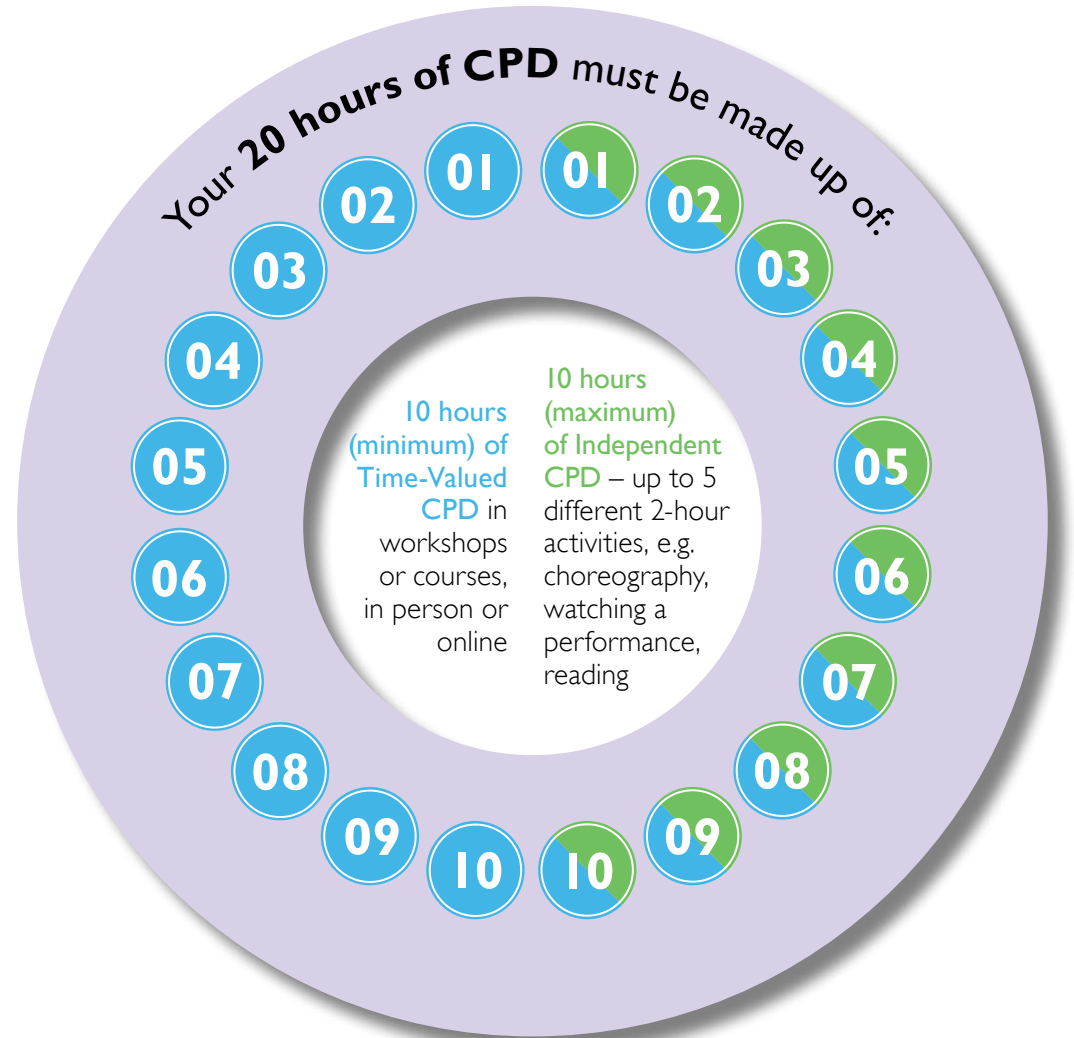 Your 20 hours of CPD must be made up of:
01
02
03
04
05
06
07
08
09
10
10 hours
(minimum) of
Time-Valued
CPD in
workshops
or courses,
in person or
online
10 hours
(maximum)
of Independent
CPD – up to 5
different 2-hour
activities, e.g.
choreography,
watching a
performance,
reading
01
02
03
04
05
06
07
08
09
10